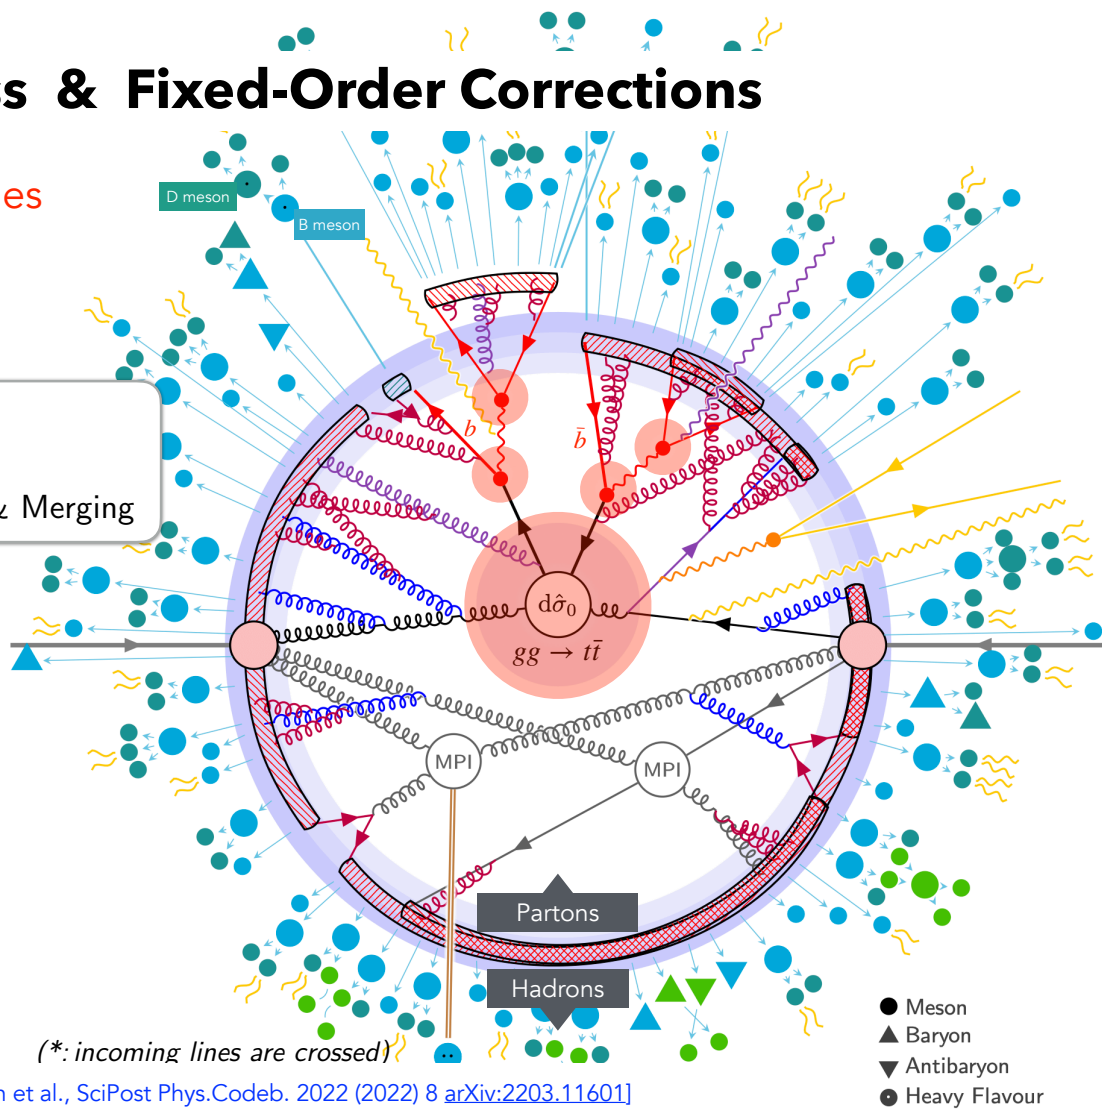 s & Fixed-Order Corrections
es
D meson
B meson
b
b̄
& Merging
dσ̂₀
gg → tt̄
MPI
MPI
Partons
Hadrons
Meson
Baryon
Antibaryon
Heavy Flavour
(*: incoming lines are crossed)
n et al., SciPost Phys.Codeb. 2022 (2022) 8 arXiv:2203.11601]